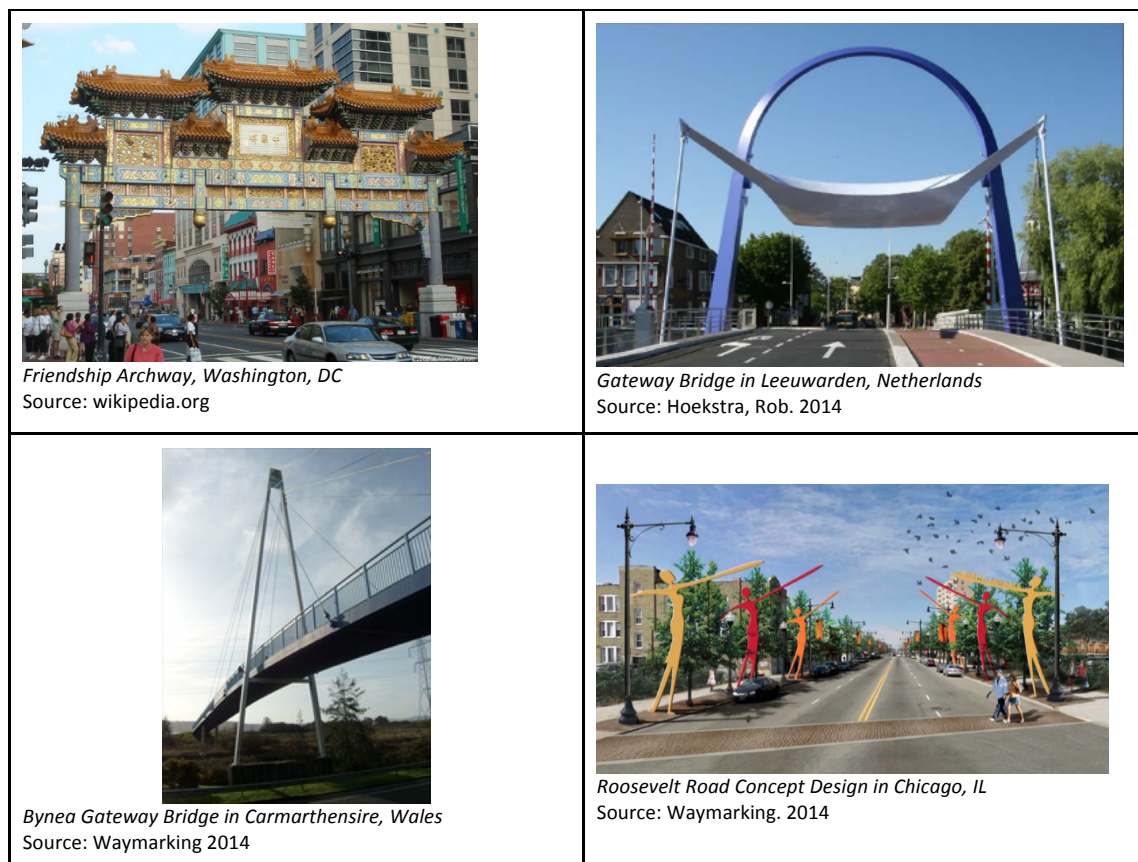 Friendship Archway, Washington, DC
Source: wikipedia.org
Gateway Bridge in Leeuwarden, Netherlands
Source: Hoekstra, Rob. 2014
Bynea Gateway Bridge in Carmarthensire, Wales
Source: Waymarking 2014
Roosevelt Road Concept Design in Chicago, IL
Source: Waymarking. 2014